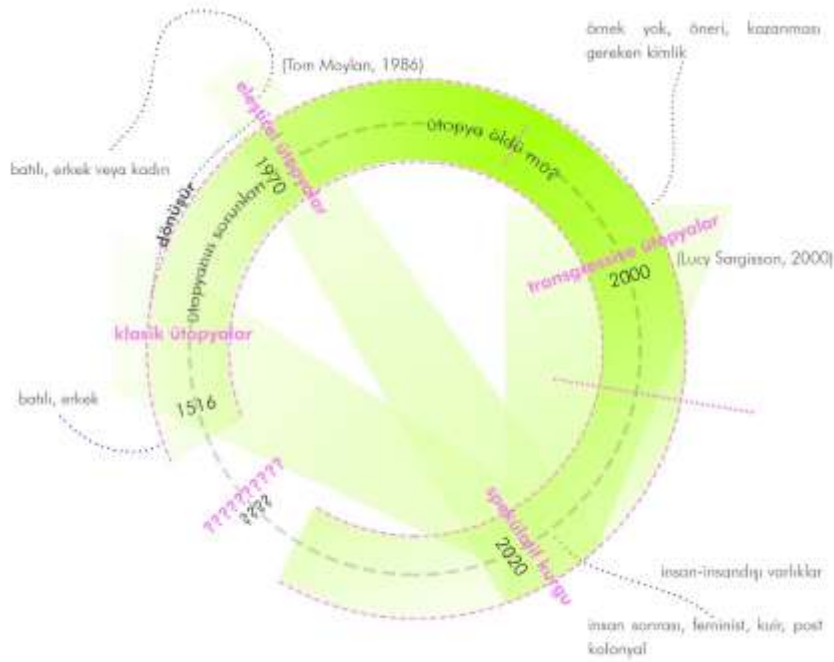 örnek yok, öneri, kazanması
gereken kimlik
(Tom Moylan, 1986)
eleştirel ütopyalar
1970
ütopya öldü mü?
batılı, erkek veya kadın
dönüşür
ütopyanın sorunları
transgressive ütopyalar
2000
(Lucy Sargisson, 2000)
klasik ütopyalar
1516
batılı, erkek
??????????
????
spekülatif kurgu
2020
insan-insandışı varlıklar
insan sonrası, feminist, kuir, post
kolonyal